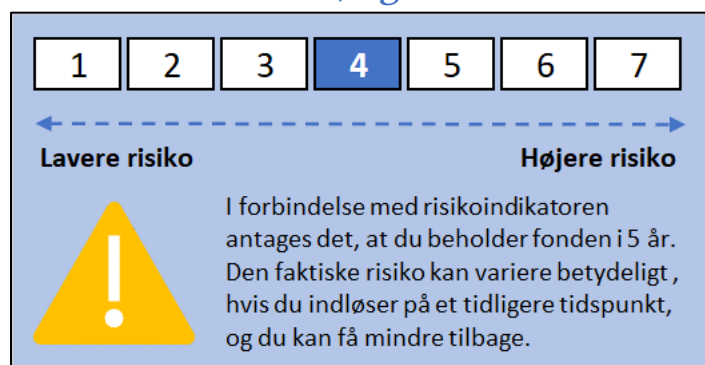 1 2 3 4 5 6 7
Lavere risiko Højere risiko
I forbindelse med risikoindikatoren
antages det, at du beholder fonden i 5 år.
Den faktiske risiko kan variere betydeligt ,
hvis du indløser på et tidligere tidspunkt,
og du kan få mindre tilbage.